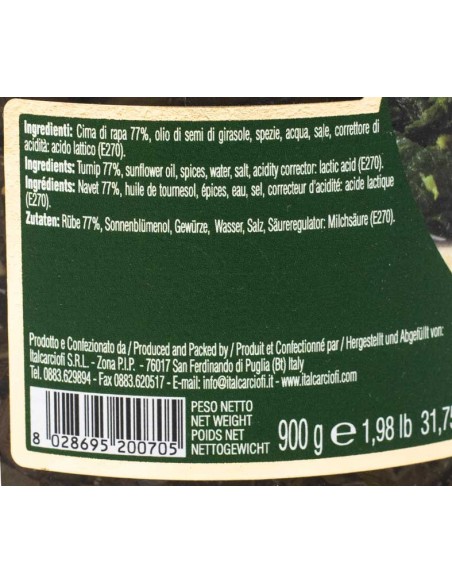 Ingredienti: Cima di rapa 77%, olio di semi di girasole, spezie, acqua, sale, correttore di
acidità: acido lattico (E270).
Ingredients: Turnip 77%, sunflower oil, spices, water, salt, acidity corrector: lactic acid (E270).
Ingrédients: Navet 77%, huile de tournesol, épices, eau, sel, correcteur d'acidité: acide lactique
(E270).
Zutaten: Rübe 77%, Sonnenblümenol, Gewürze, Wasser, Salz, Säureregulator: Milchsäure (E270).
Prodotto e Confezionato da / Produced and Packed by / Produit et Confectionné par / Hergestellt und Abgefüllt von:
Italcarciofi S.R.L. - Zona P.I.P. - 76017 San Ferdinando di Puglia (Bt) Italy
Tel. 0883.629894 - Fax 0883.620517 - E-mail: info@italcarciofi.it - www.italcarciofi.com
PESO NETTO
NET WEIGHT
POIDS NET
NETTOGEWICHT
900 g e 1,98 lb 31,75
8 028695 200705